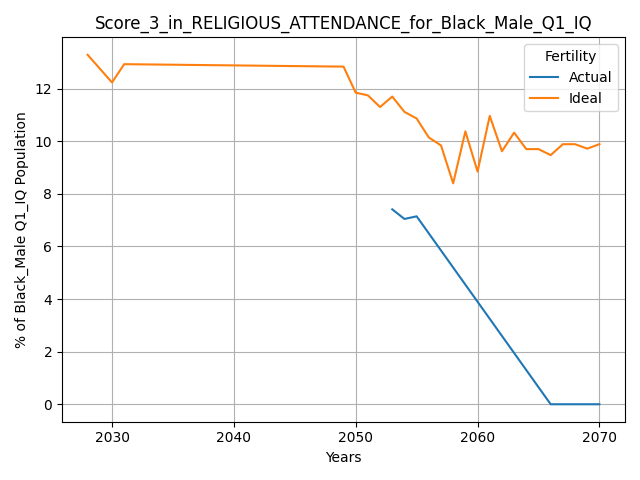 Score_3_in_RELIGIOUS_ATTENDANCE_for_Black_Male_Q1_IQ
Fertility
Actual
Ideal
% of Black_Male Q1_IQ Population
12
10
8
6
4
2
0
2030 2040 2050 2060 2070
Years